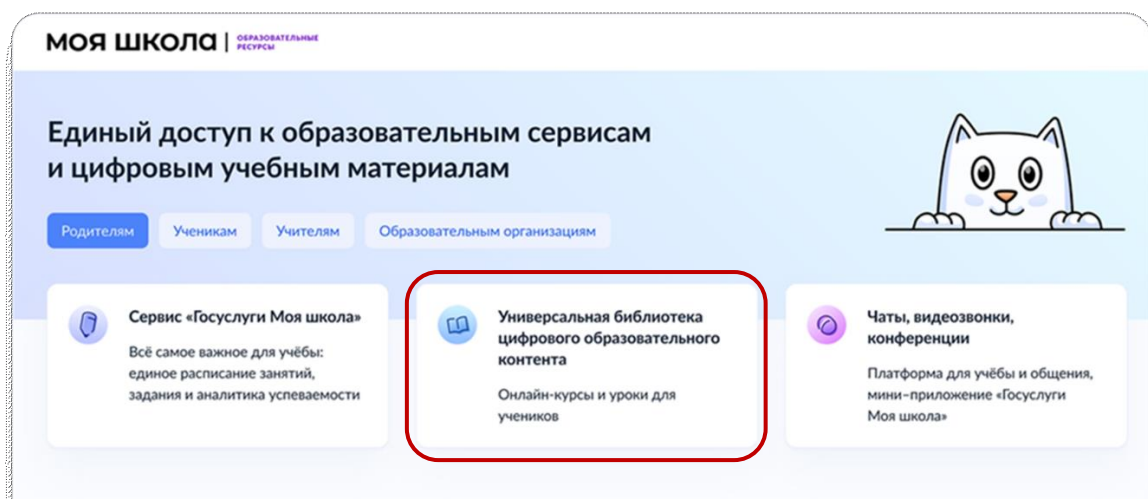 МОЯ ШКОЛА | ОБРАЗОВАТЕЛЬНЫЕ
РЕСУРСЫ
Единый доступ к образовательным сервисам
и цифровым учебным материалам
Родителям Ученикам Учителям Образовательным организациям
Сервис «Госуслуги Моя школа»
Всё самое важное для учёбы:
единое расписание занятий,
задания и аналитика успеваемости
Универсальная библиотека
цифрового образовательного
контента
Онлайн-курсы и уроки для
учеников
Чаты, видеозвонки,
конференции
Платформа для учёбы и общения,
мини-приложение «Госуслуги
Моя школа»